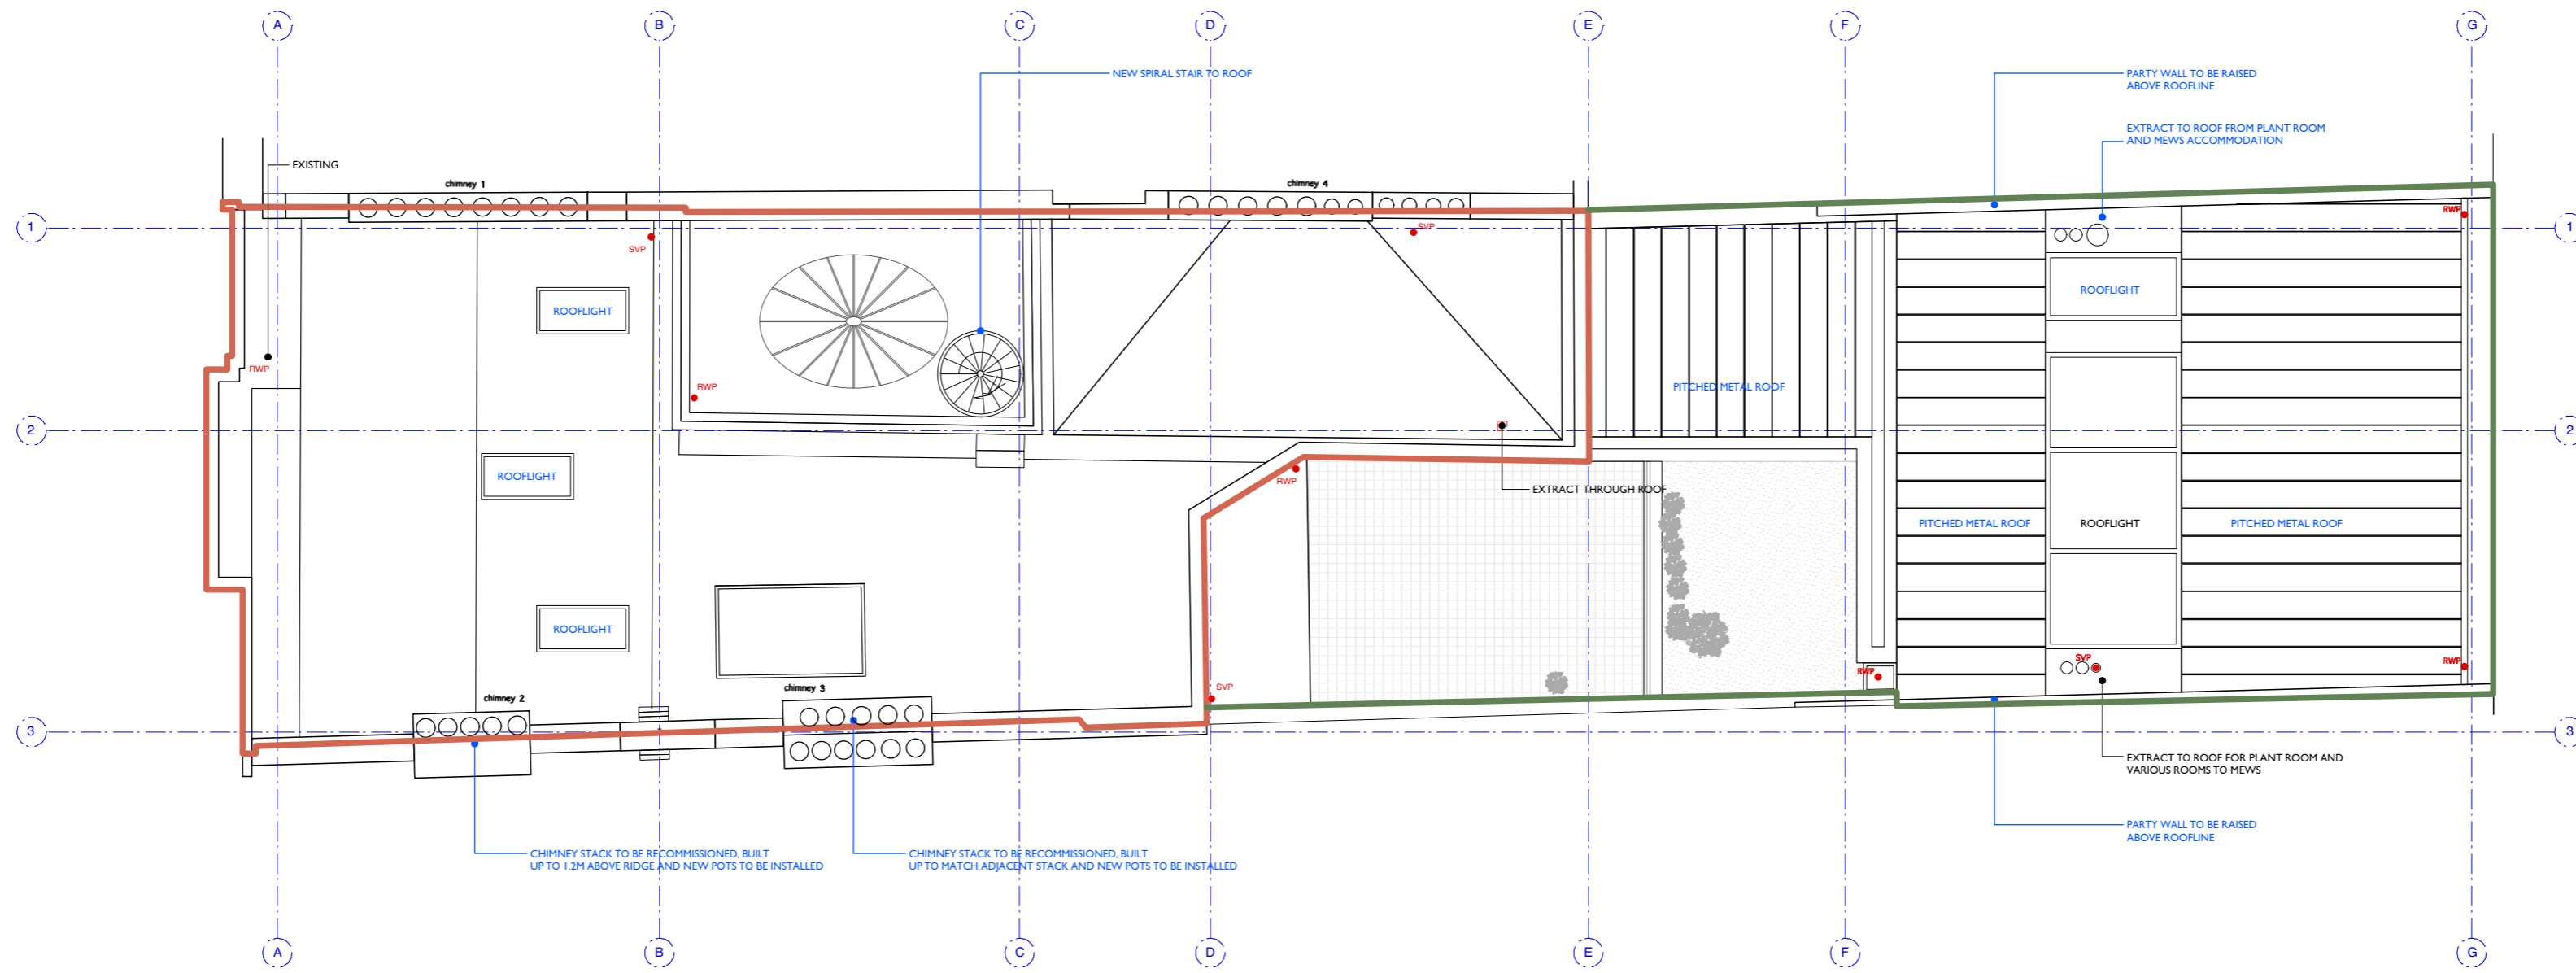 A B C D E F G
NEW SPIRAL STAIR TO ROOF
PARTY WALL TO BE RAISED
ABOVE ROOFLINE
EXTRACT TO ROOF FROM PLANT ROOM
AND MEWS ACCOMMODATION
EXISTING
chimney 1
chimney 4
RWP
1
1
SVP
SVP
ROOFLIGHT
ROOFLIGHT
RWP
RWP
PITCHED METAL ROOF
2
2
ROOFLIGHT
RWP
EXTRACT THROUGH ROOF
PITCHED METAL ROOF
ROOFLIGHT
PITCHED METAL ROOF
ROOFLIGHT
SVP
RWP
RWP
SVP
chimney 2
chimney 3
3
3
EXTRACT TO ROOF FOR PLANT ROOM AND
VARIOUS ROOMS TO MEWS
PARTY WALL TO BE RAISED
ABOVE ROOFLINE
CHIMNEY STACK TO BE RECOMMISSIONED, BUILT
UP TO 1.2M ABOVE RIDGE AND NEW POTS TO BE INSTALLED
CHIMNEY STACK TO BE RECOMMISSIONED, BUILT
UP TO MATCH ADJACENT STACK AND NEW POTS TO BE INSTALLED
A B C D E F G